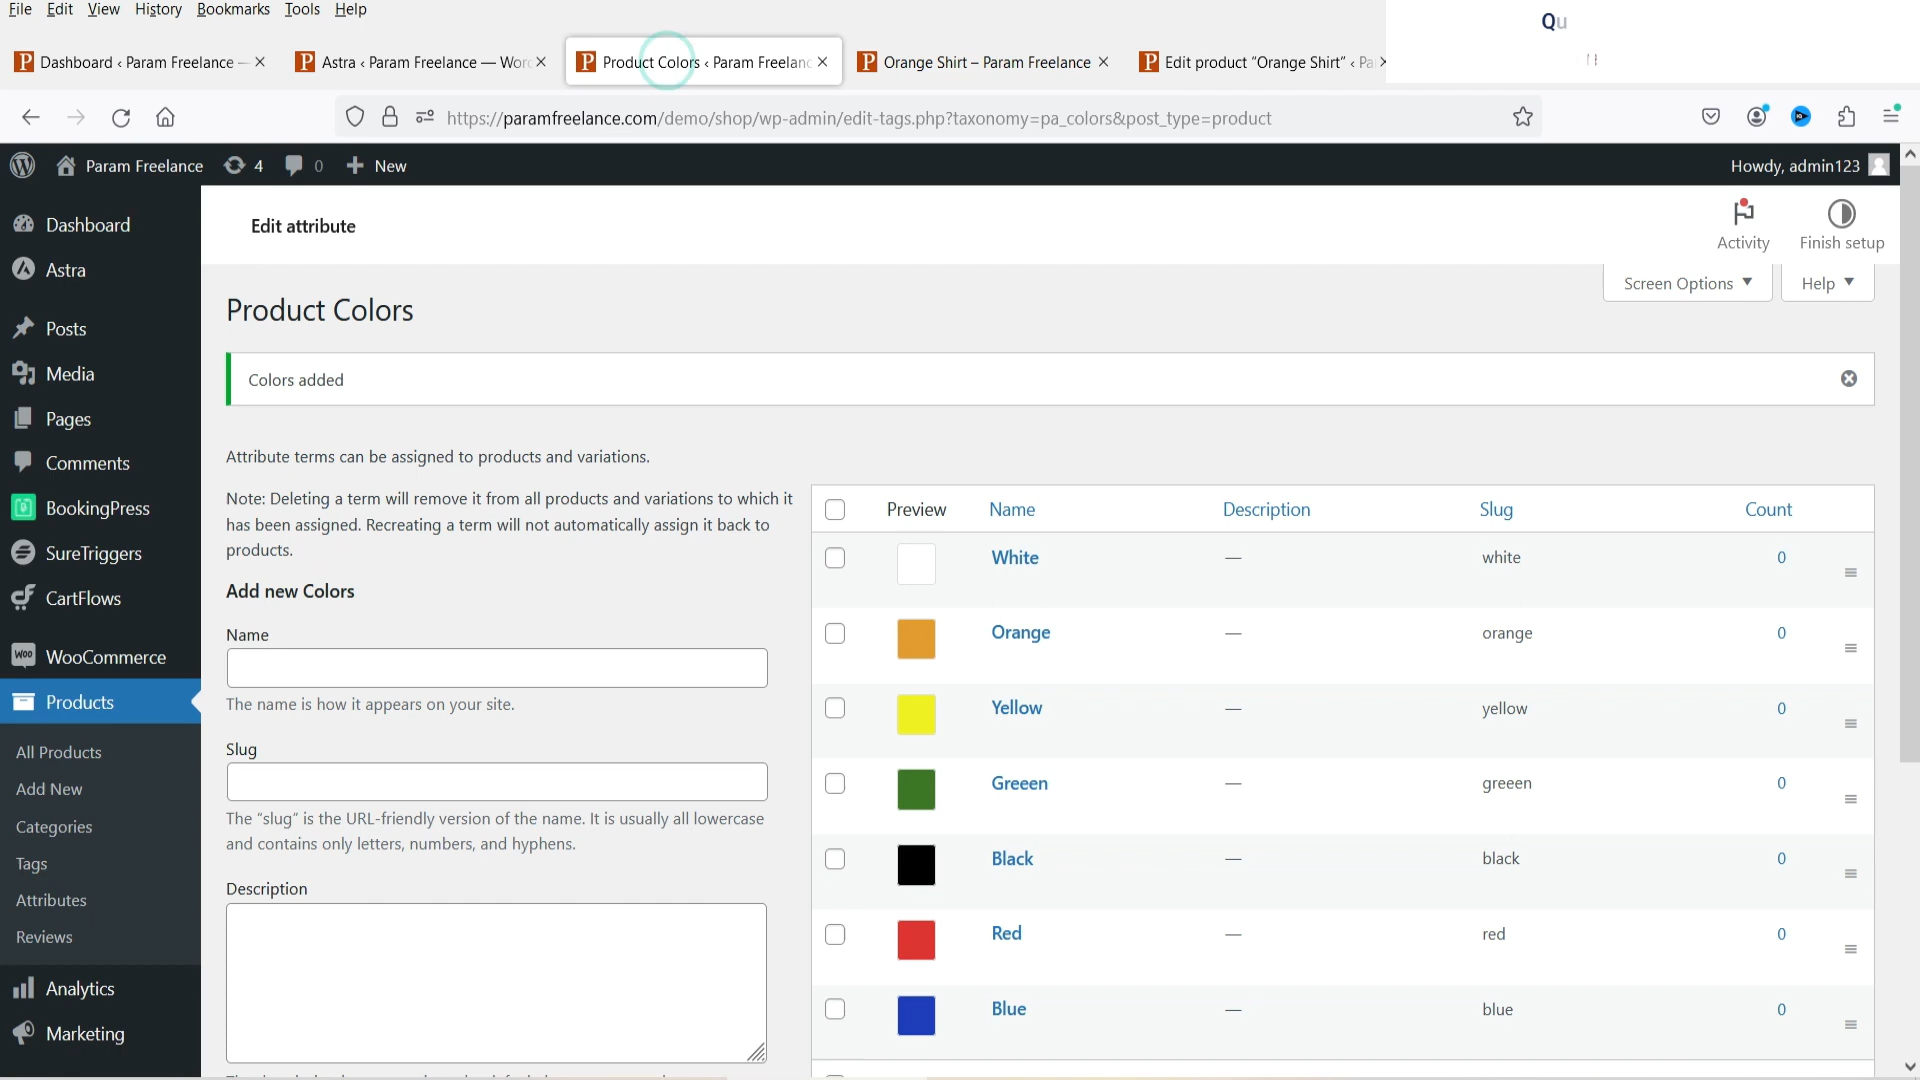 File Edit View History Bookmarks Tools Help
Qu
Dashboard ‹ Param Freelance —
Astra ‹ Param Freelance — Wor
Product Colors ‹ Param Freelanc
Orange Shirt – Param Freelance
Edit product “Orange Shirt” ‹ Pa
https://paramfreelance.com/demo/shop/wp-admin/edit-tags.php?taxonomy=pa_colors&post_type=product
Param Freelance 4 0 New
Howdy, admin123
Dashboard
Astra
Posts
Media
Pages
Comments
BookingPress
SureTriggers
CartFlows
WooCommerce
Products
All Products
Add New
Categories
Tags
Attributes
Reviews
Analytics
Marketing
Edit attribute
Activity
Finish setup
Screen Options
Help
Product Colors
Colors added
Attribute terms can be assigned to products and variations.
Note: Deleting a term will remove it from all products and variations to which it
has been assigned. Recreating a term will not automatically assign it back to
products.
Add new Colors
Name
The name is how it appears on your site.
Slug
The “slug” is the URL-friendly version of the name. It is usually all lowercase
and contains only letters, numbers, and hyphens.
Description
Preview Name Description Slug Count
White — white 0
Orange — orange 0
Yellow — yellow 0
Greeen — greeen 0
Black — black 0
Red — red 0
Blue — blue 0